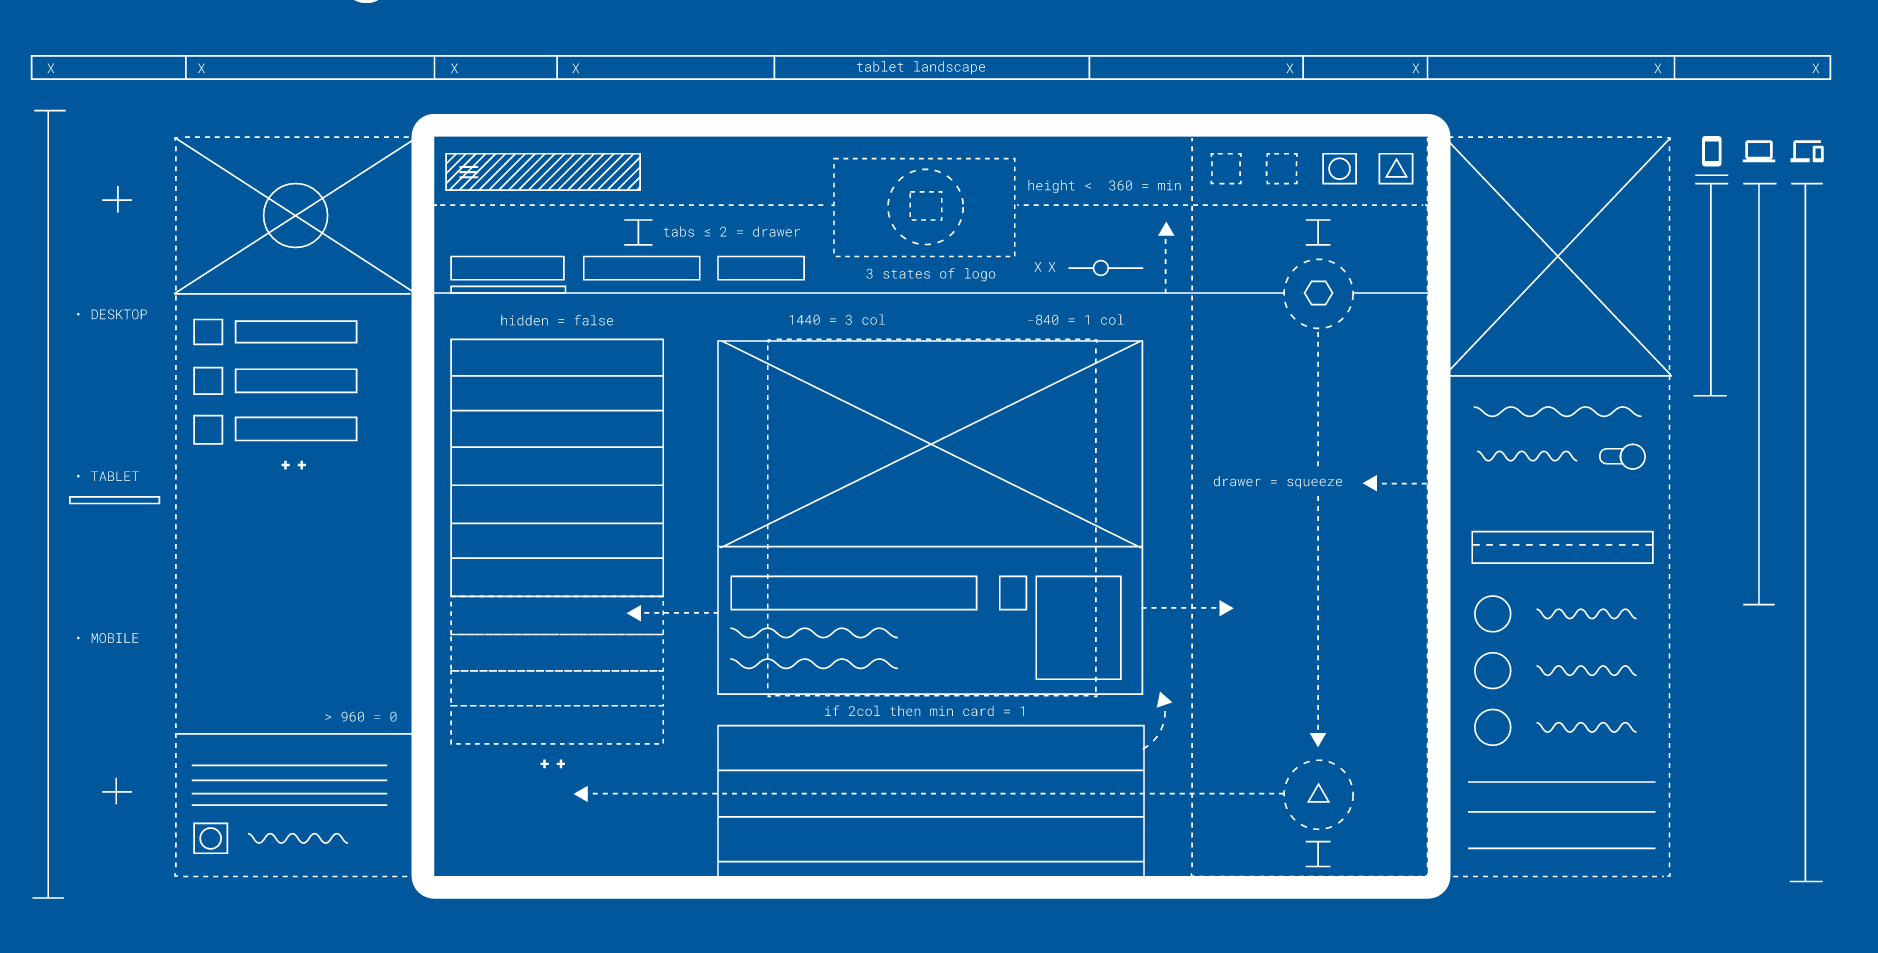 X X X X tablet landscape X X X X
height < 360 = min
tabs ≤ 2 = drawer
3 states of logo
X X
• DESKTOP
hidden = false
1440 = 3 col
-840 = 1 col
• TABLET
drawer = squeeze
• MOBILE
> 960 = 0
if 2col then min card = 1